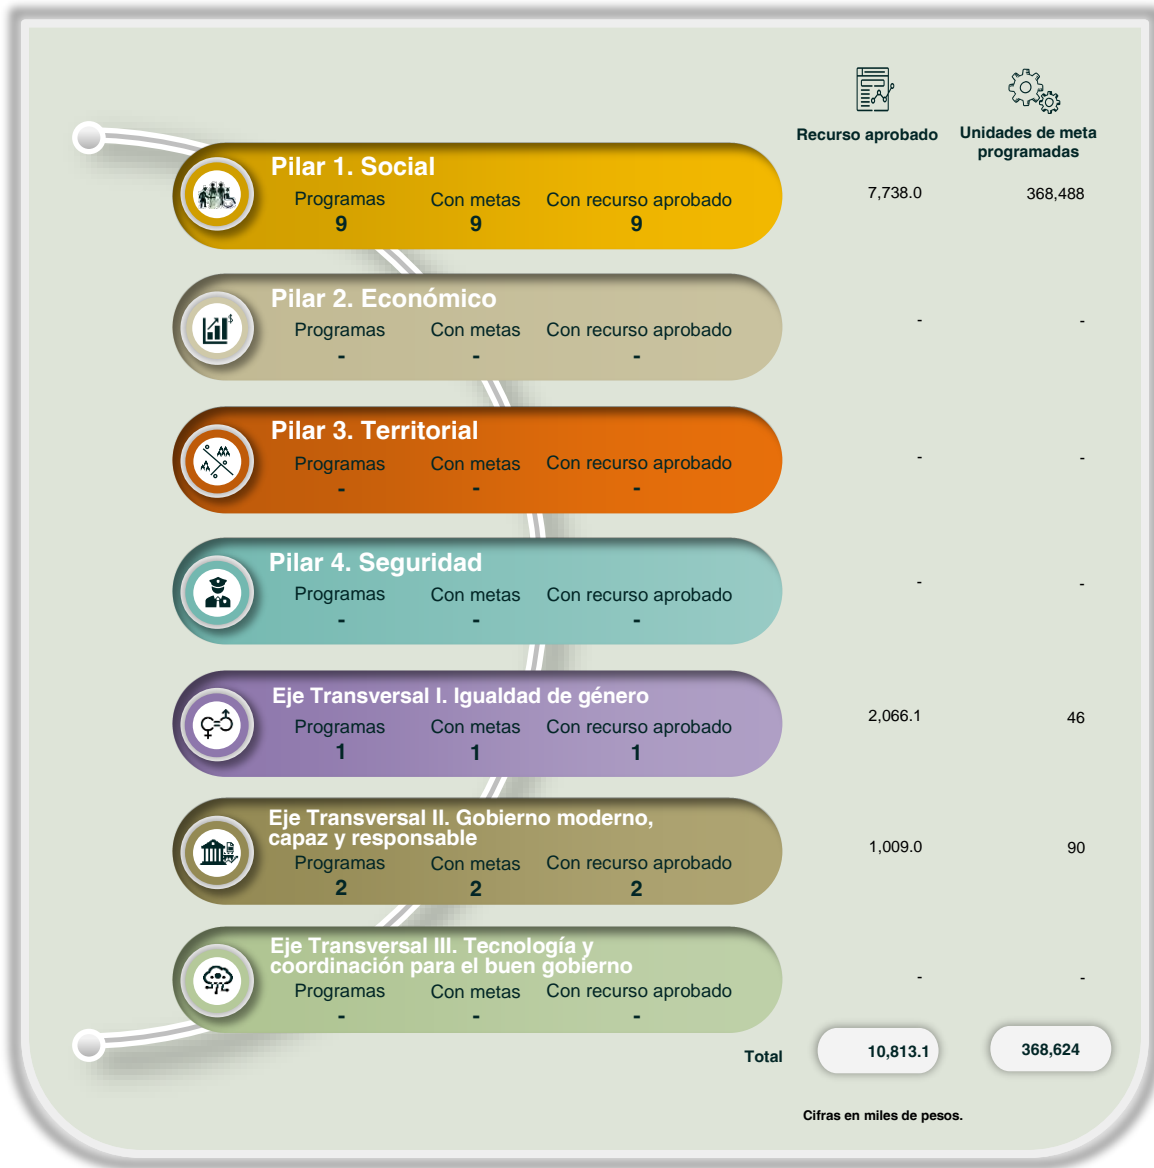 Recurso aprobado
Unidades de meta
programadas
Pilar 1. Social
Programas Con metas Con recurso aprobado
9 9 9
7,738.0 368,488
Pilar 2. Económico
Programas Con metas Con recurso aprobado
- - -
- -
Pilar 3. Territorial
Programas Con metas Con recurso aprobado
- - -
- -
Pilar 4. Seguridad
Programas Con metas Con recurso aprobado
- - -
- -
Eje Transversal I. Igualdad de género
Programas Con metas Con recurso aprobado
1 1 1
2,066.1 46
Eje Transversal II. Gobierno moderno,
capaz y responsable
Programas Con metas Con recurso aprobado
2 2 2
1,009.0 90
Eje Transversal III. Tecnología y
coordinación para el buen gobierno
Programas Con metas Con recurso aprobado
- - -
- -
Total 10,813.1 368,624
Cifras en miles de pesos.